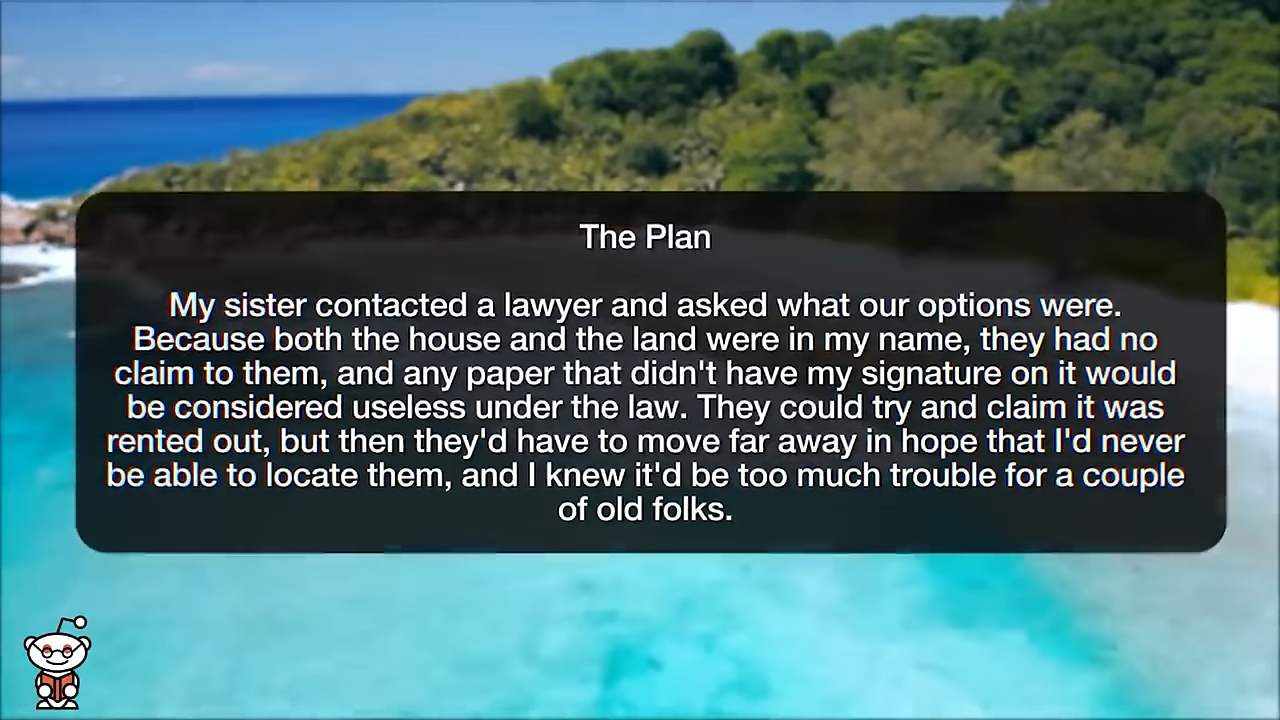 The Plan
My sister contacted a lawyer and asked what our options were.
Because both the house and the land were in my name, they had no
claim to them, and any paper that didn't have my signature on it would
be considered useless under the law. They could try and claim it was
rented out, but then they'd have to move far away in hope that I'd never
be able to locate them, and I knew it'd be too much trouble for a couple
of old folks.